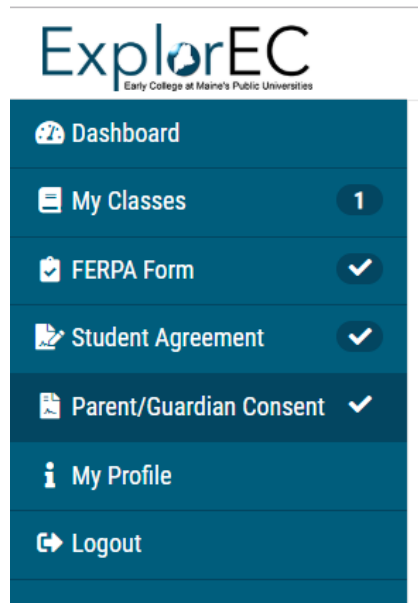 ExplorEC
Early College at Maine's Public Universities
Dashboard
My Classes 1
FERPA Form
Student Agreement
Parent/Guardian Consent
My Profile
Logout